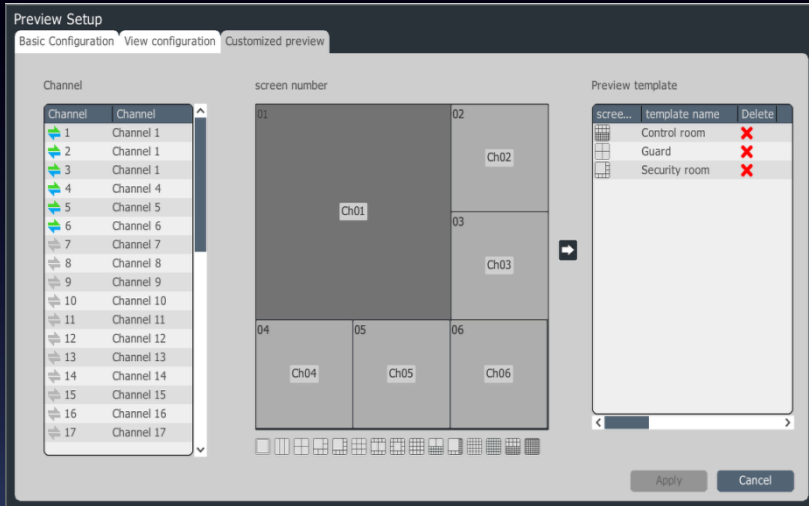 Preview Setup
Basic Configuration View configuration Customized preview
Channel
Channel Channel
1 Channel 1
2 Channel 1
3 Channel 1
4 Channel 4
5 Channel 5
6 Channel 6
7 Channel 7
8 Channel 8
9 Channel 9
10 Channel 10
11 Channel 11
12 Channel 12
13 Channel 13
14 Channel 14
15 Channel 15
16 Channel 16
17 Channel 17
screen number
01
Ch01
02
Ch02
03
Ch03
04
Ch04
05
Ch05
06
Ch06
Preview template
scree... template name Delete
Control room
Guard
Security room
Apply Cancel